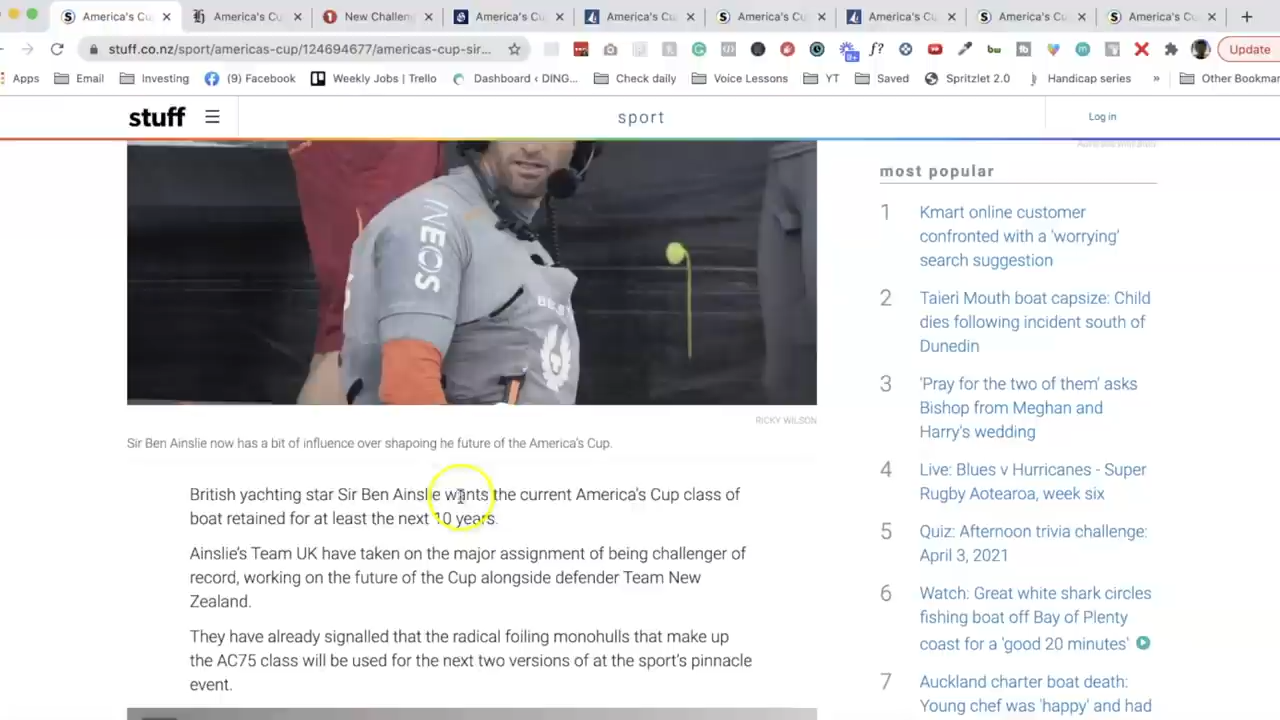 America's Cu
America's Cup
New Challen
America's Cup
America's Cup
America's Cup
America's Cup
America's Cu
America's Cu
stuff.co.nz/sport/americas-cup/124694677/americas-cup-sir...
f?
bw
Update
Apps
Email
Investing
(9) Facebook
Weekly Jobs | Trello
Dashboard ‹ DING...
Check daily
Voice Lessons
YT
Saved
Spritzlet 2.0
Handicap series
»
Other Bookmar
stuff
sport
Log in
INEOS
BE
RICKY WILSON
Sir Ben Ainslie now has a bit of influence over shapoing he future of the America's Cup.
British yachting star Sir Ben Ainslie wants the current America's Cup class of
boat retained for at least the next 10 years.
Ainslie's Team UK have taken on the major assignment of being challenger of
record, working on the future of the Cup alongside defender Team New
Zealand.
They have already signalled that the radical foiling monohulls that make up
the AC75 class will be used for the next two versions of at the sport's pinnacle
event.
most popular
1 Kmart online customer
confronted with a 'worrying'
search suggestion
2 Taieri Mouth boat capsize: Child
dies following incident south of
Dunedin
3 'Pray for the two of them' asks
Bishop from Meghan and
Harry's wedding
4 Live: Blues v Hurricanes - Super
Rugby Aotearoa, week six
5 Quiz: Afternoon trivia challenge:
April 3, 2021
6 Watch: Great white shark circles
fishing boat off Bay of Plenty
coast for a 'good 20 minutes'
7 Auckland charter boat death:
Young chef was 'happy' and had